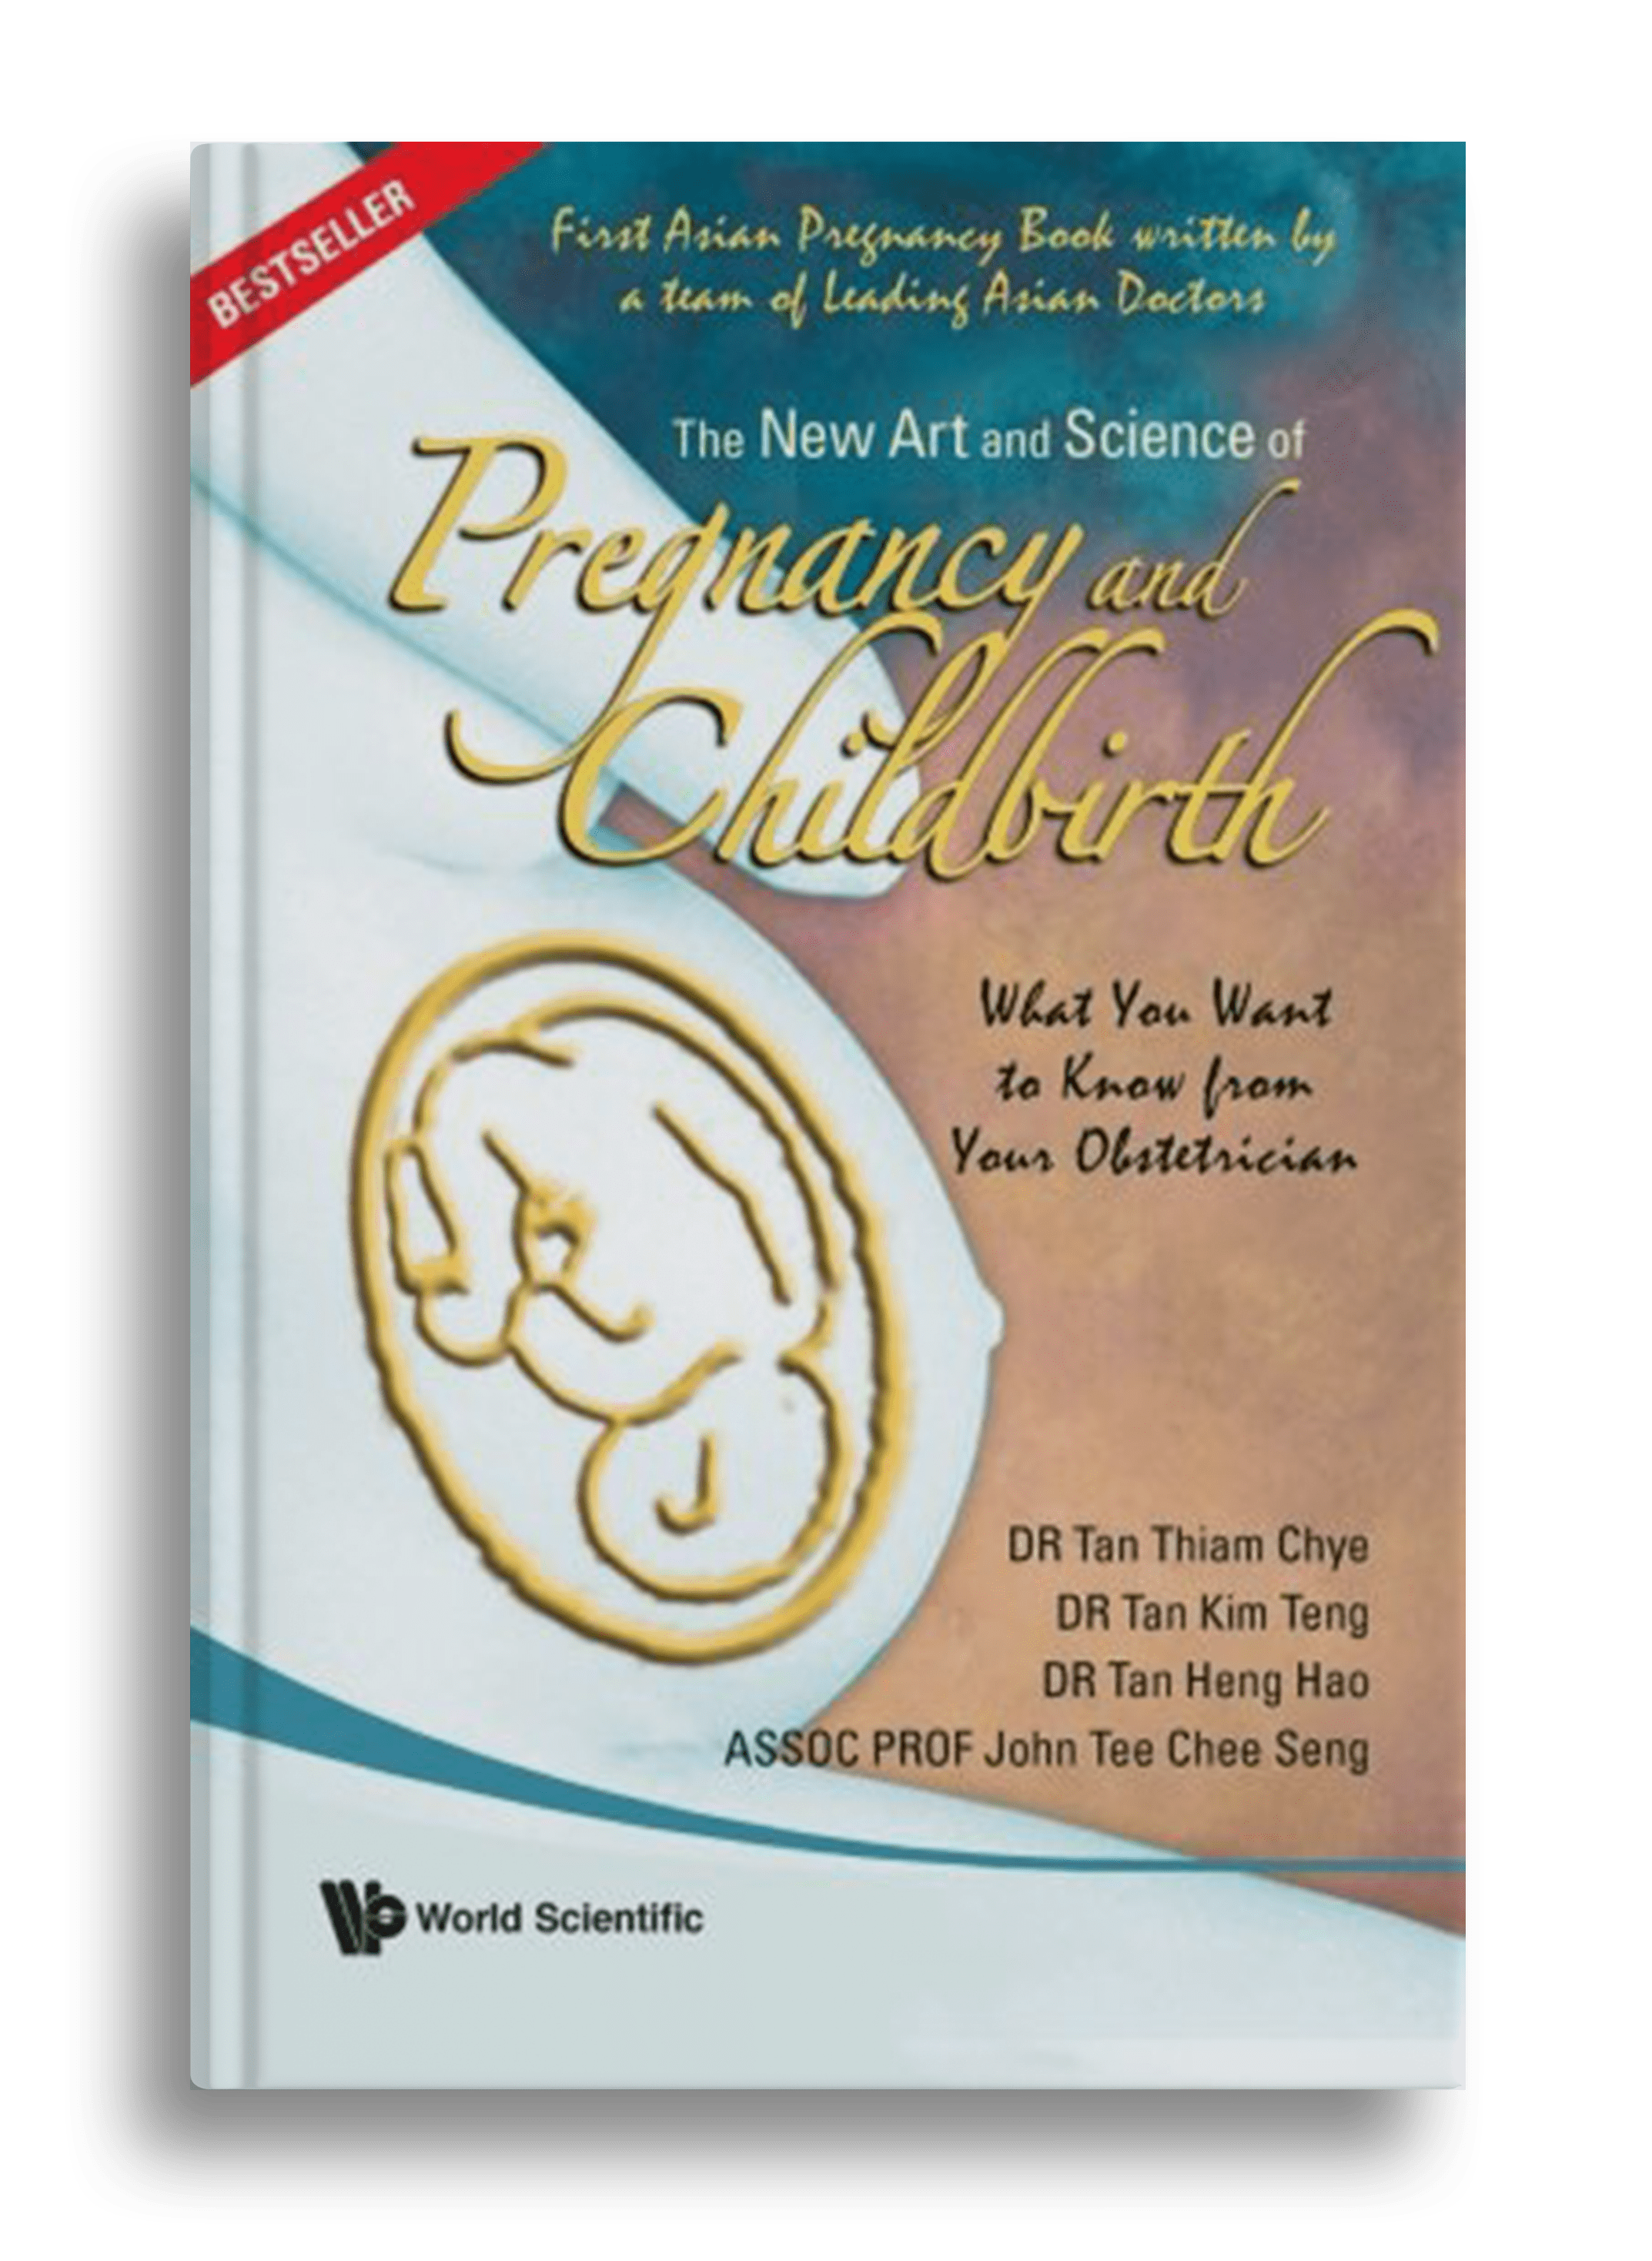 BESTSELLER
First Asian Pregnancy Book written by
a team of Leading Asian Doctors
The New Art and Science of
Pregnancy and
Childbirth
What You Want
to Know from
Your Obstetrician
DR Tan Thiam Chye
DR Tan Kim Teng
DR Tan Heng Hao
ASSOC PROF John Tee Chee Seng
World Scientific